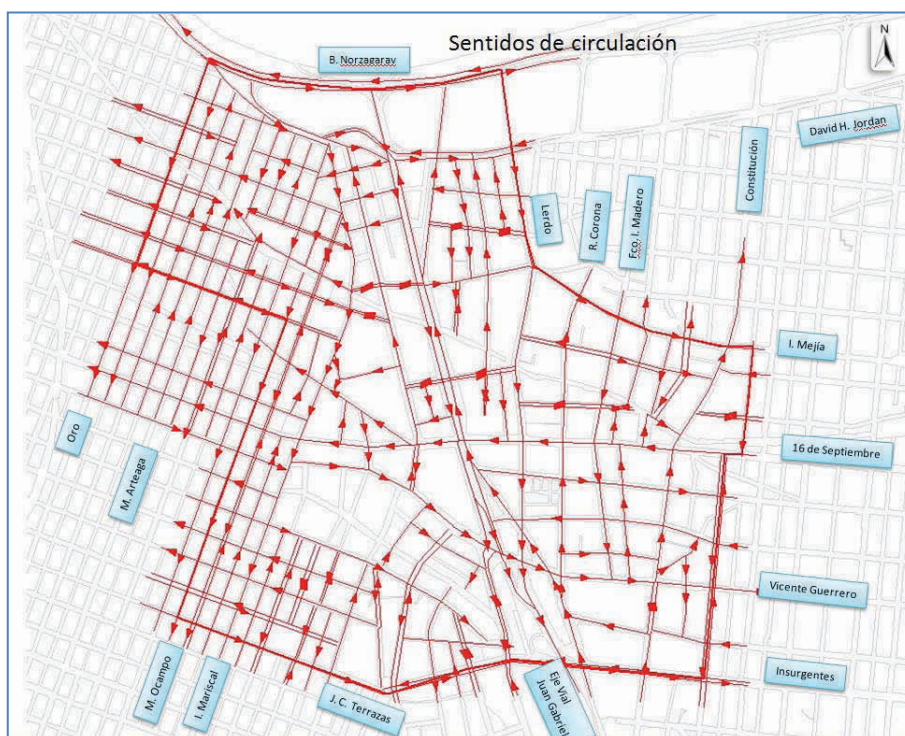 Sentidos de circulación
N
B. Norzagaray
David H. Jordan
Constitución
Lerdo
R. Corona
Fco. I. Madero
I. Mejía
Oro
M. Arteaga
16 de Septiembre
Vicente Guerrero
Insurgentes
M. Ocampo
I. Mariscal
J. C. Terrazas
Eje Vial
Juan Gabriel